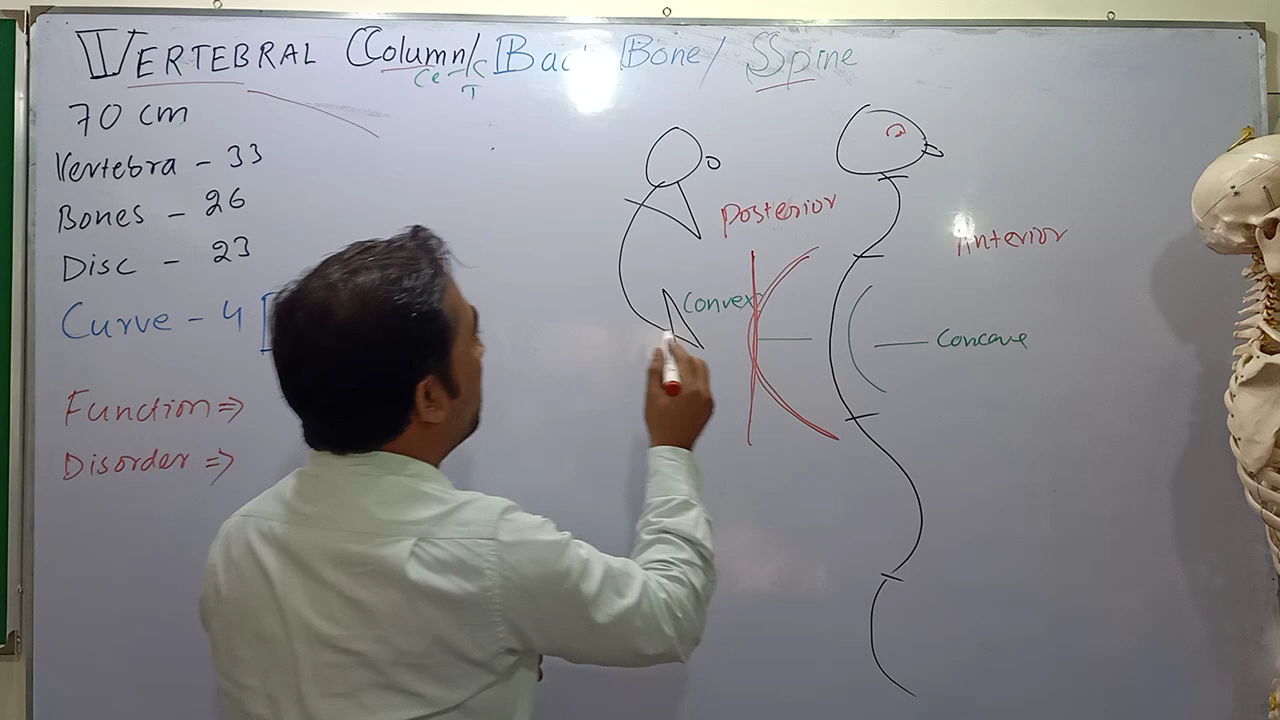 VERTEBRAL Column/ Back Bone/ Spine
Ce
C
T
70 cm
Vertebra - 33
Bones - 26
Disc - 23
Curve - 4 [
Function ⇒
Disorder ⇒
Posterior
Anterior
Convex
Concave